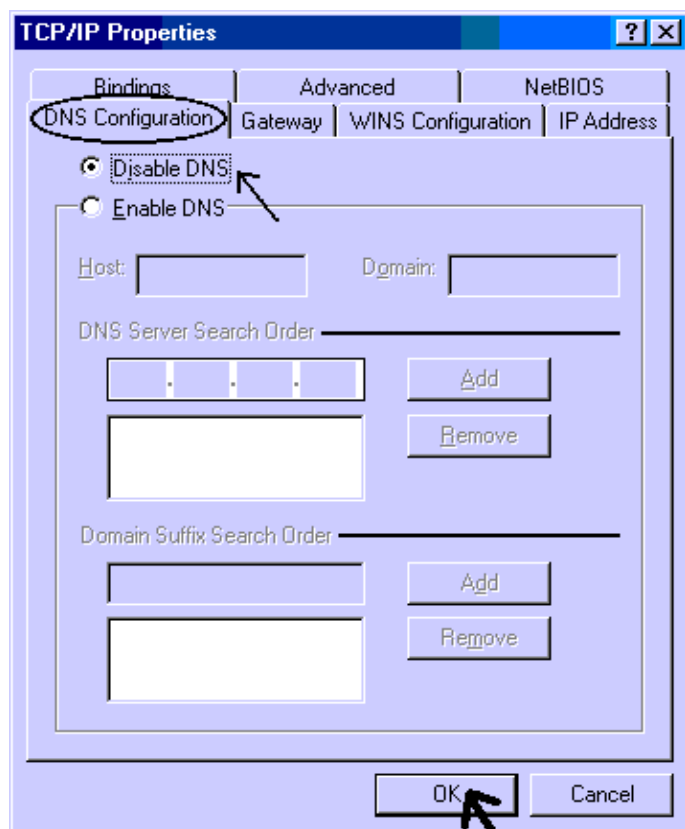 TCP/IP Properties
Bindings Advanced NetBIOS
DNS Configuration Gateway WINS Configuration IP Address
Disable DNS
Enable DNS
Host: Domain:
DNS Server Search Order
. . .
Add
Remove
Domain Suffix Search Order
Add
Remove
OK Cancel